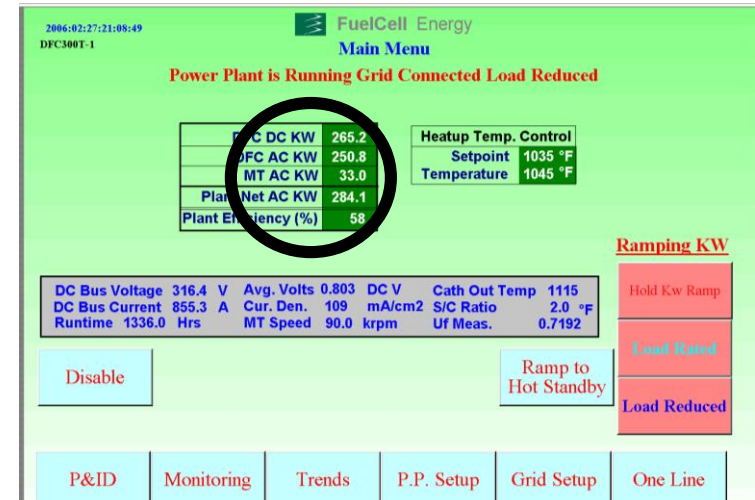 2006:02:27:21:08:49
DFC300T-1
FuelCell Energy
Main Menu
Power Plant is Running Grid Connected Load Reduced
DC KW 265.2
AC KW 250.8
MT AC KW 33.0
Net AC KW 284.1
Plant (%) 58
Heatup Temp. Control
Setpoint 1035 °F
Temperature 1045 °F
Ramping KW
DC Bus Voltage 316.4 V Avg. Volts 0.803 DC V Cath Out Temp 1115
DC Bus Current 855.3 A Cur. Den. 109 mA/cm2 S/C Ratio 2.0 °F
Runtime 1336.0 Hrs MT Speed 90.0 krpm Uf Meas. 0.7192
Hold Kw Ramp
Load Rated
Load Reduced
Disable
Ramp to
Hot Standby
P&ID Monitoring Trends P.P. Setup Grid Setup One Line